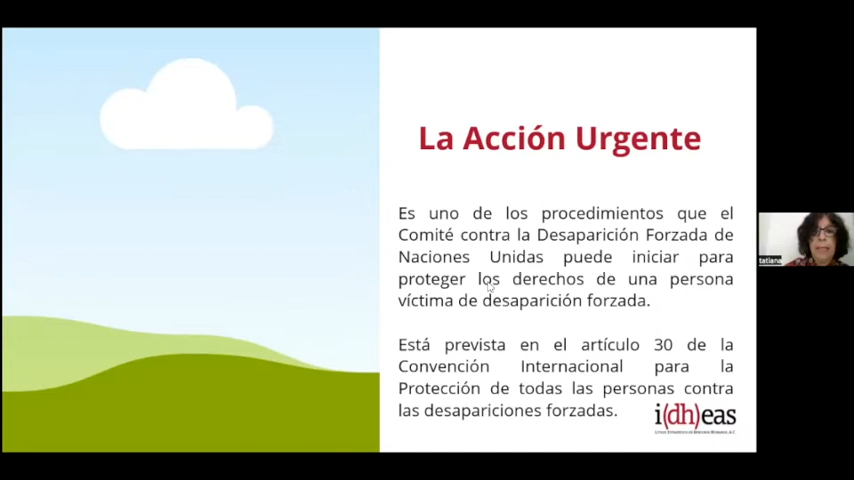 La Acción Urgente
Es uno de los procedimientos que el
Comité contra la Desaparición Forzada de
Naciones Unidas puede iniciar para
proteger los derechos de una persona
víctima de desaparición forzada.
Está prevista en el artículo 30 de la
Convención Internacional para la
Protección de todas las personas contra
las desapariciones forzadas.
i(dh)eas
tatiana